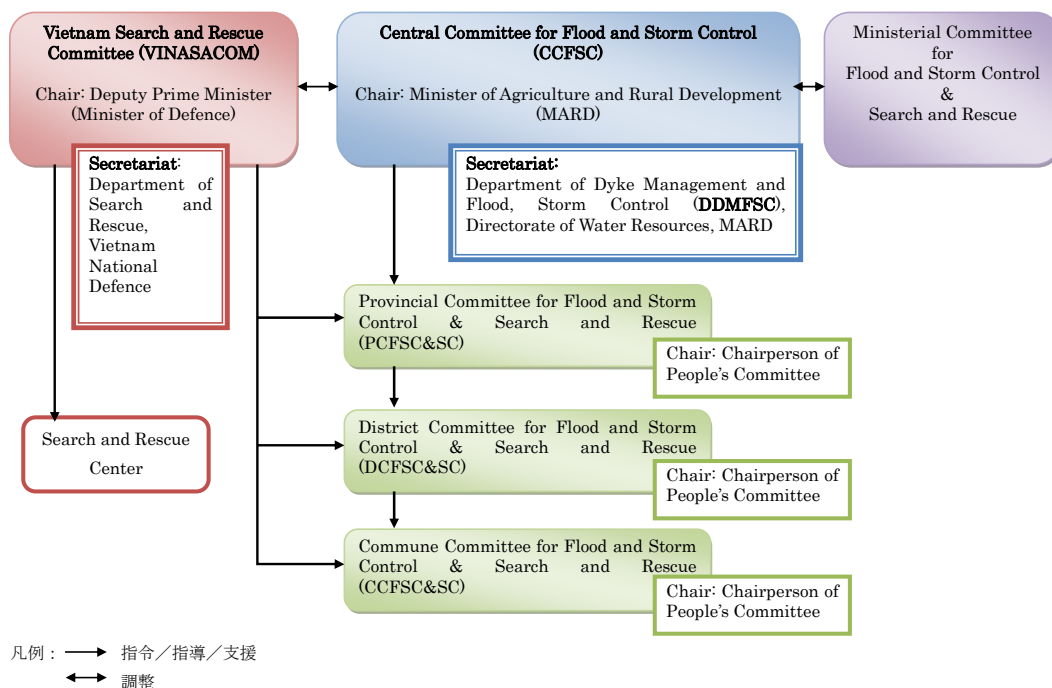 Vietnam Search and Rescue
Committee (VINASACOM)
Chair: Deputy Prime Minister
(Minister of Defence)
Central Committee for Flood and Storm Control
(CCFSC)
Chair: Minister of Agriculture and Rural Development
(MARD)
Ministerial Committee
for
Flood and Storm Control
&
Search and Rescue
Secretariat:
Department of
Search and
Rescue,
Vietnam
National
Defence
Secretariat:
Department of Dyke Management and
Flood, Storm Control (DDMFSC),
Directorate of Water Resources, MARD
Provincial Committee for Flood and Storm
Control & Search and Rescue
(PCFSC&SC)
Chair: Chairperson of
People's Committee
Search and Rescue
Center
District Committee for Flood and Storm
Control & Search and Rescue
(DCFSC&SC)
Chair: Chairperson of
People's Committee
Commune Committee for Flood and Storm
Control & Search and Rescue
(CCFSC&SC)
Chair: Chairperson of
People's Committee
凡例： 指令／指導／支援
調整